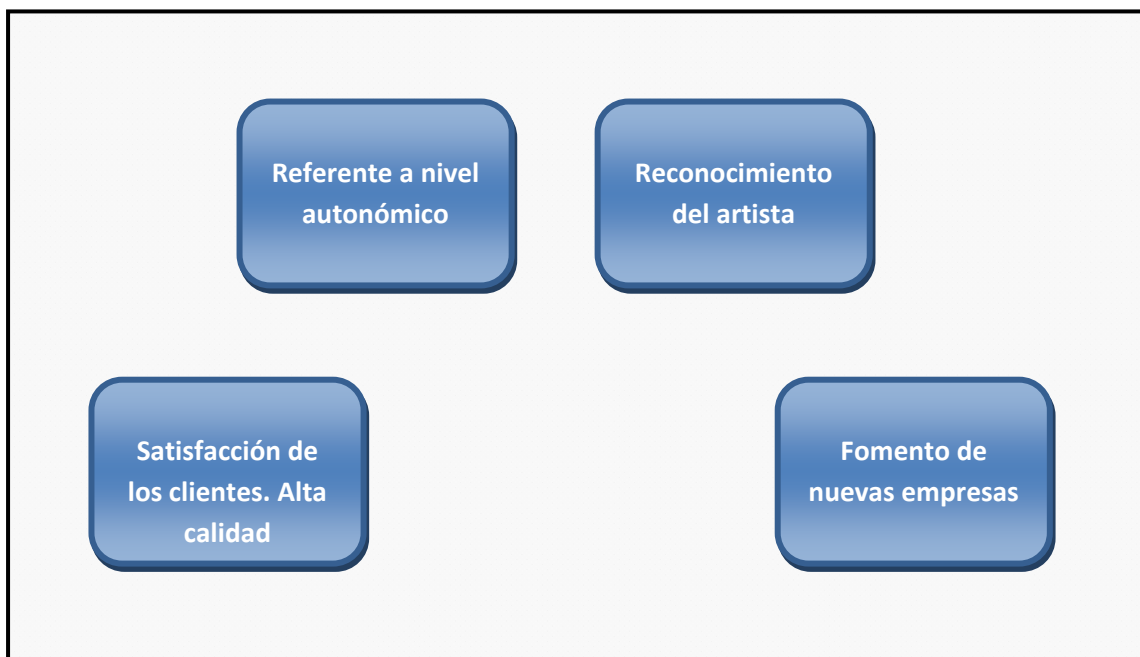 Referente a nivel
autonómico
Reconocimiento
del artista
Satisfacción de
los clientes. Alta
calidad
Fomento de
nuevas empresas